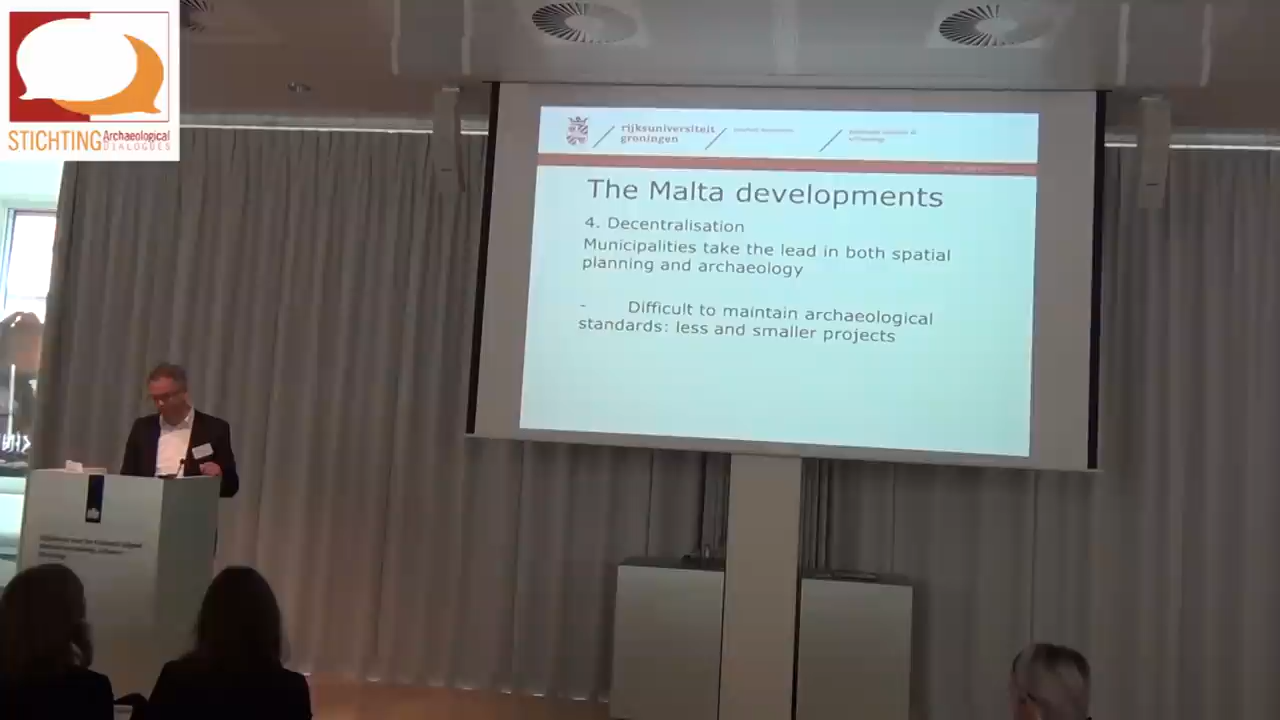 STICHTING Archaeological
DIALOGUES
rijksuniversiteit
groningen
The Malta developments
4. Decentralisation
Municipalities take the lead in both spatial
planning and archaeology
- Difficult to maintain archaeological
standards: less and smaller projects